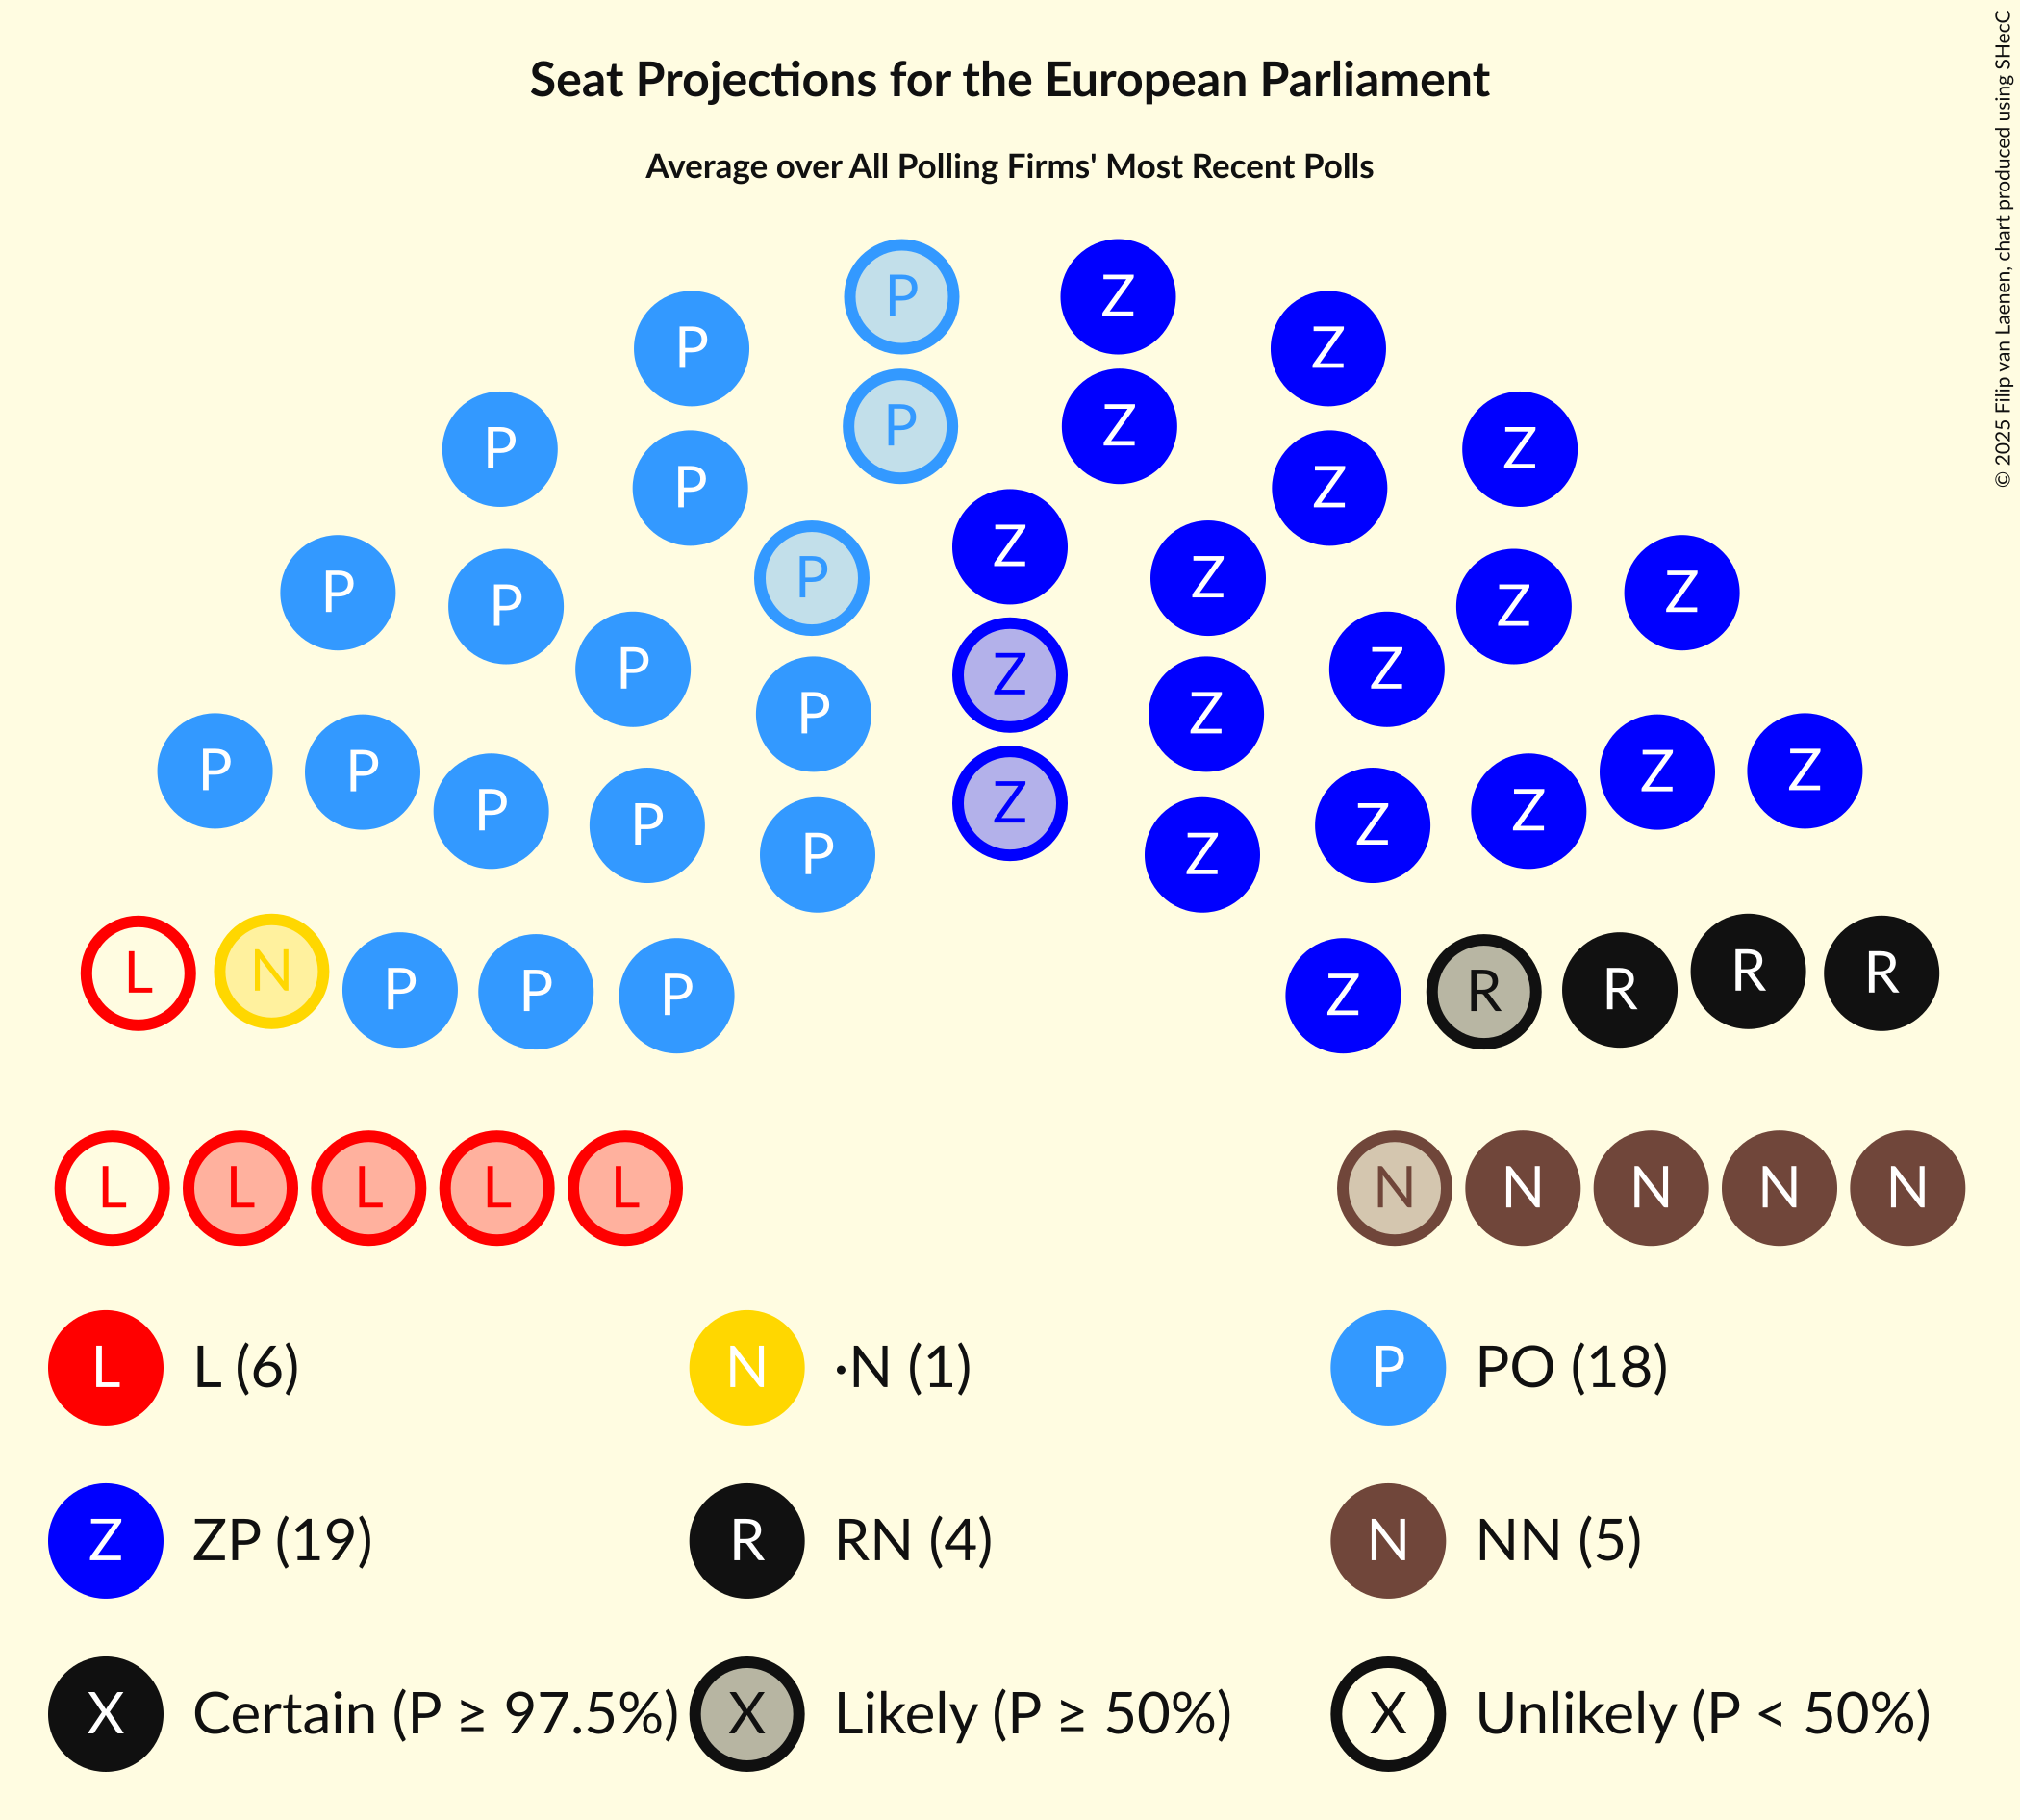 Seat Projections for the European Parliament
Average over All Polling Firms' Most Recent Polls
© 2025 Filip van Laenen, chart produced using SHecC
P Z
P Z
P Z
P Z
P Z
P Z
Z
P Z
P Z
P Z
P Z
Z
P Z
P P Z Z
P Z
P Z
Z
P Z
L N P P P Z R R R R
L L L L L N N N N N
L L (6) N ·N (1) P PO (18)
Z ZP (19) R RN (4) N NN (5)
X Certain (P ≥ 97.5%) X Likely (P ≥ 50%) X Unlikely (P < 50%)